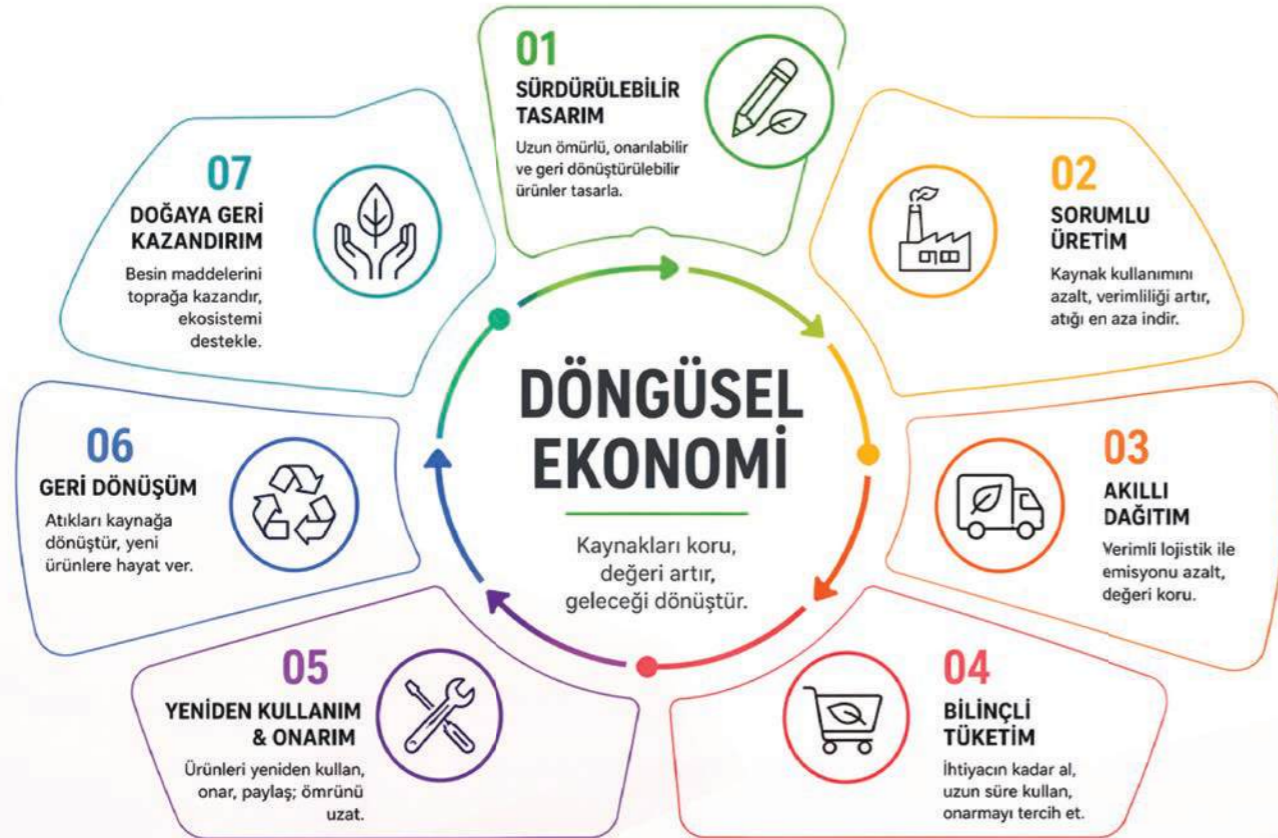 DÖNGÜSEL
EKONOMİ
Kaynakları koru,
değeri artır,
geleceği dönüştür.
01
SÜRDÜRÜLEBİLİR
TASARIM
Uzun ömürlü, onarılabilir
ve geri dönüştürülebilir
ürünler tasarla.
02
SORUMLU
ÜRETİM
Kaynak kullanımını
azalt, verimliliği artır,
atığı en aza indir.
03
AKILLI
DAĞITIM
Verimli lojistik ile
emisyonu azalt,
değeri koru.
04
BİLİNÇLİ
TÜKETİM
İhtiyacın kadar al,
uzun süre kullan,
onarmayı tercih et.
05
YENİDEN KULLANIM
& ONARIM
Ürünleri yeniden kullan,
onar, paylaş; ömrünü
uzat.
06
GERİ DÖNÜŞÜM
Atıkları kaynağa
dönüştür, yeni
ürünlere hayat ver.
07
DOĞAYA GERİ
KAZANDIRIM
Besin maddelerini
toprağa kazandır,
ekosistemi
destekle.